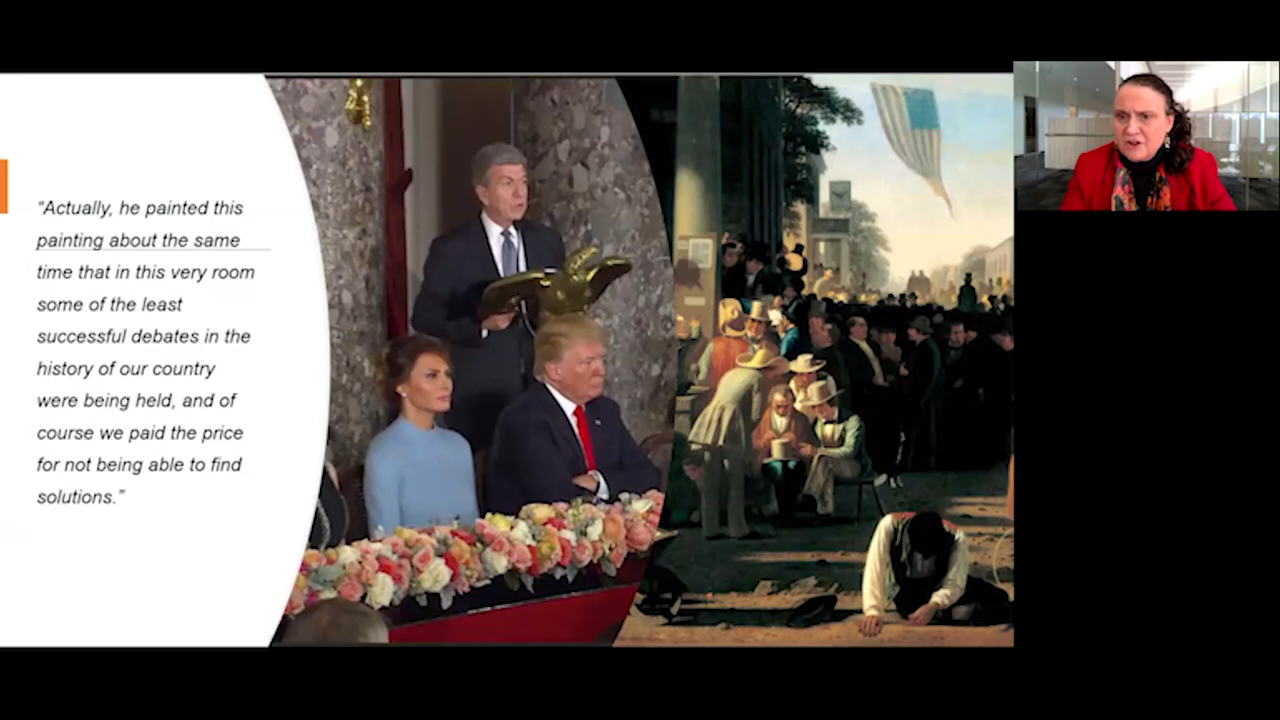 “Actually, he painted this
painting about the same
time that in this very room
some of the least
successful debates in the
history of our country
were being held, and of
course we paid the price
for not being able to find
solutions.”